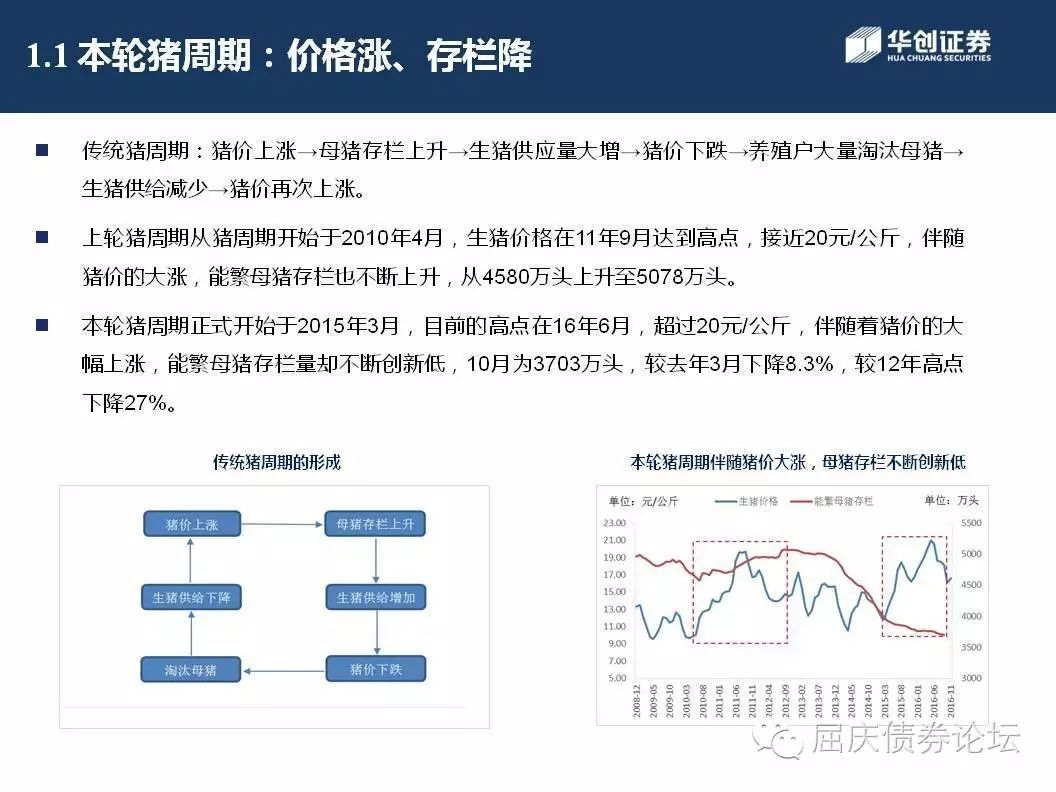 1.1 本轮猪周期：价格涨、存栏降
华创证券
HUA CHUANG SECURITIES
传统猪周期：猪价上涨→母猪存栏上升→生猪供应量大增→猪价下跌→养殖户大量淘汰母猪→
生猪供给减少→猪价再次上涨。
上轮猪周期从猪周期开始于2010年4月，生猪价格在11年9月达到高点，接近20元/公斤，伴随
猪价的大涨，能繁母猪存栏也不断上升，从4580万头上升至5078万头。
本轮猪周期正式开始于2015年3月，目前的高点在16年6月，超过20元/公斤，伴随着猪价的大
幅上涨，能繁母猪存栏量却不断创新低，10月为3703万头，较去年3月下降8.3%，较12年高点
下降27%。
传统猪周期的形成
猪价上涨
母猪存栏上升
生猪供给下降
生猪供给增加
淘汰母猪
猪价下跌
本轮猪周期伴随猪价大涨，母猪存栏不断创新低
单位：元/公斤
生猪价格
能繁母猪存栏
单位：万头
23.00
21.00
19.00
17.00
15.00
13.00
11.00
9.00
7.00
5.00
5500
5000
4500
4000
3500
3000
2008-12
2009-05
2009-10
2010-03
2010-08
2011-01
2011-06
2011-11
2012-04
2012-09
2013-02
2013-07
2013-12
2014-05
2014-10
2015-03
2015-08
2016-01
2016-06
2016-11
屈庆债券论坛